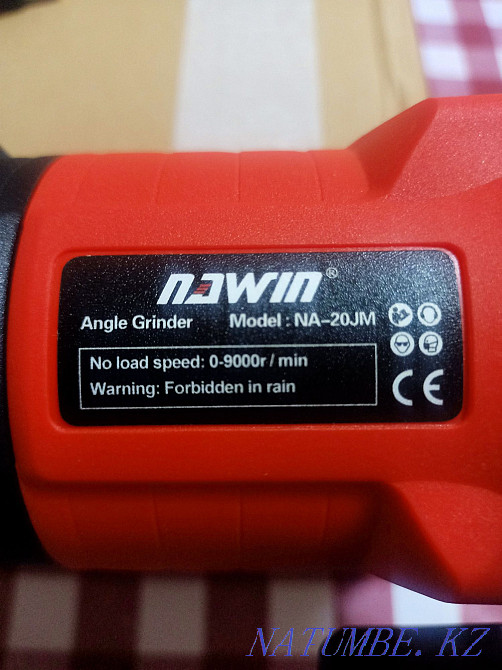 NAWIN®
Angle Grinder Model : NA-20JM
No load speed: 0-9000r / min
Warning: Forbidden in rain
CE
NATUMBE. KZ